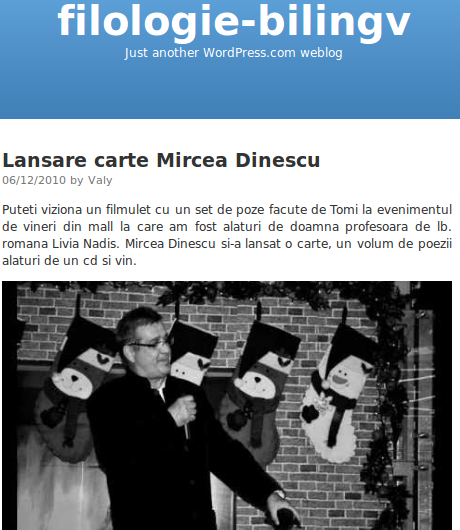 filologie-bilingv
Just another WordPress.com weblog
Lansare carte Mircea Dinescu
06/12/2010 by Valy
Puteti viziona un filmulet cu un set de poze facute de Tomi la evenimentul
de vineri din mall la care am fost alaturi de doamna profesoara de lb.
romana Livia Nadis. Mircea Dinescu si-a lansat o carte, un volum de poezii
alaturi de un cd si vin.